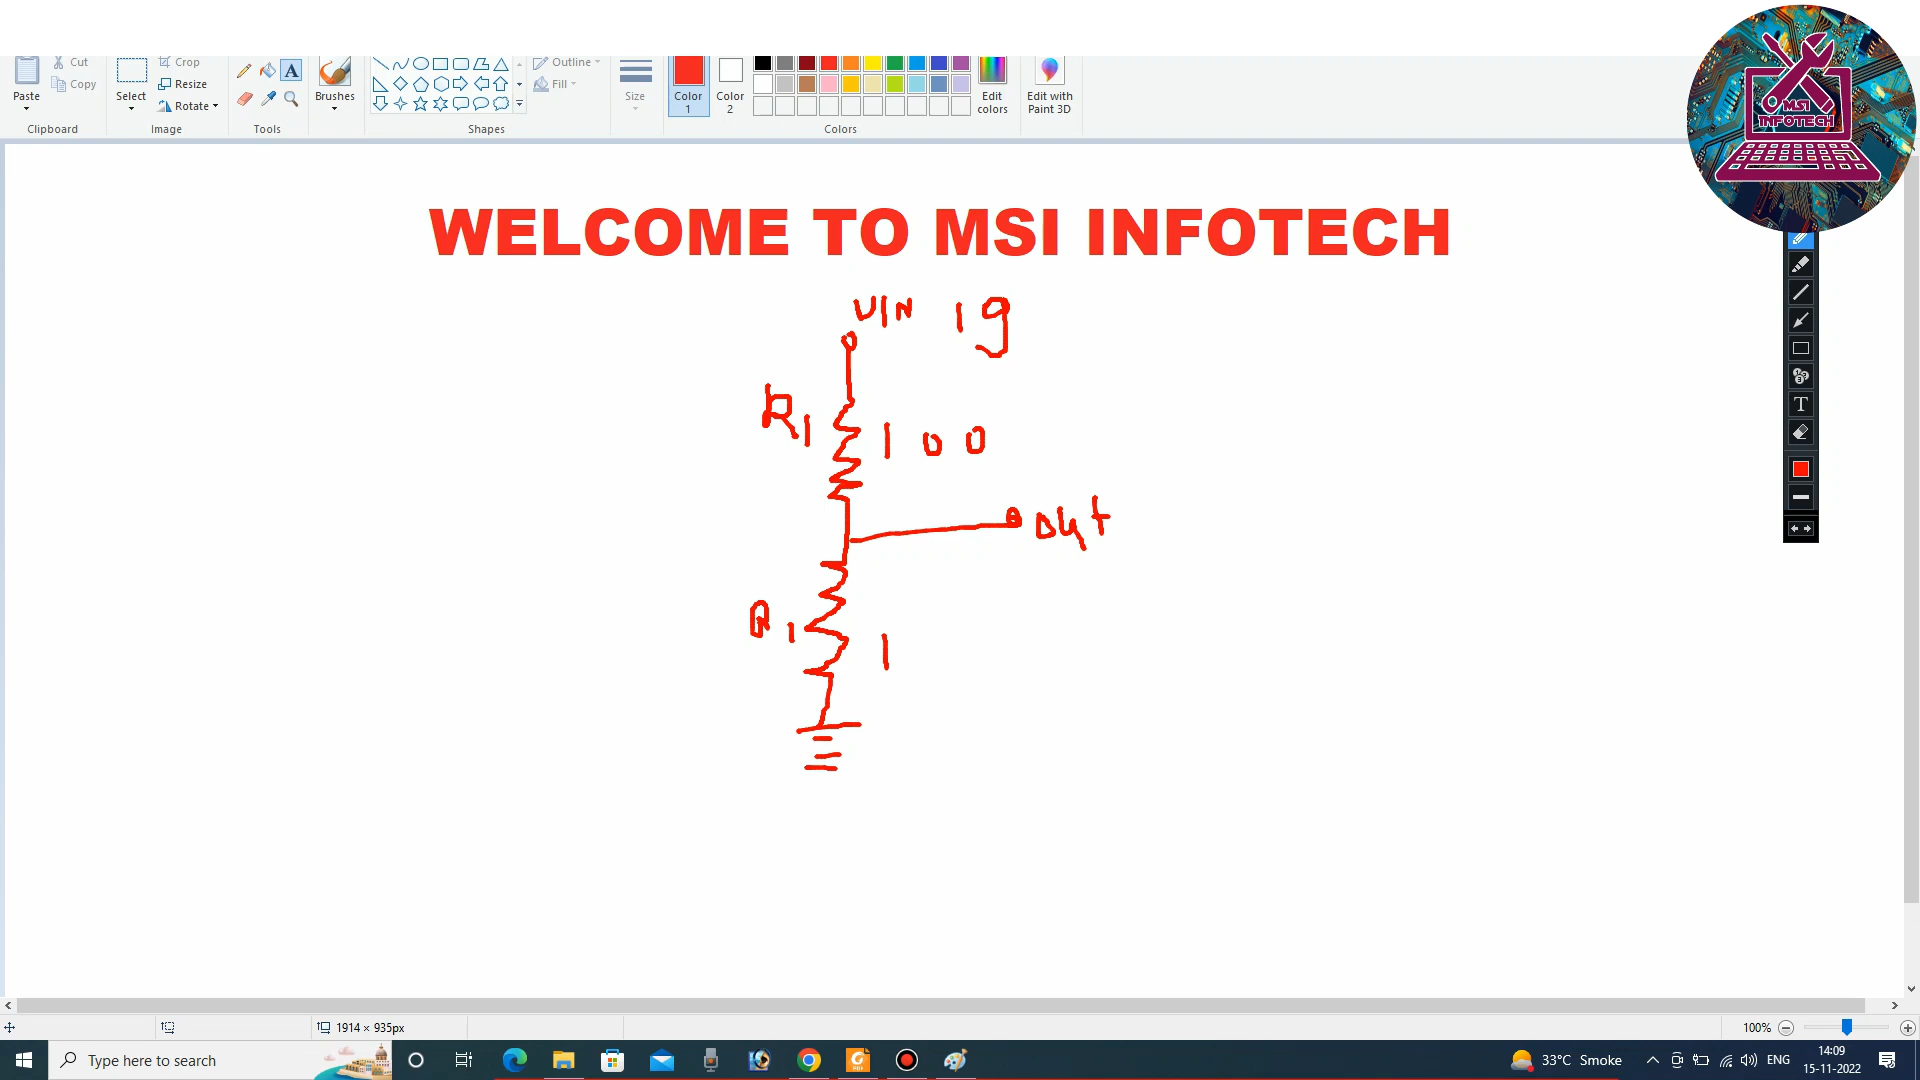 Cut
Copy
Paste
Clipboard
Crop
Resize
Rotate
Select
Image
A
Tools
Brushes
Shapes
Outline
Fill
Size
Color 1
Color 2
Edit colors
Edit with Paint 3D
Colors
MSI
INFOTECH
WELCOME TO MSI INFOTECH
VIN 19
R1 100
Out
R1 1
T
1914 × 935px
100%
Type here to search
33°C Smoke
ENG
14:09
15-11-2022